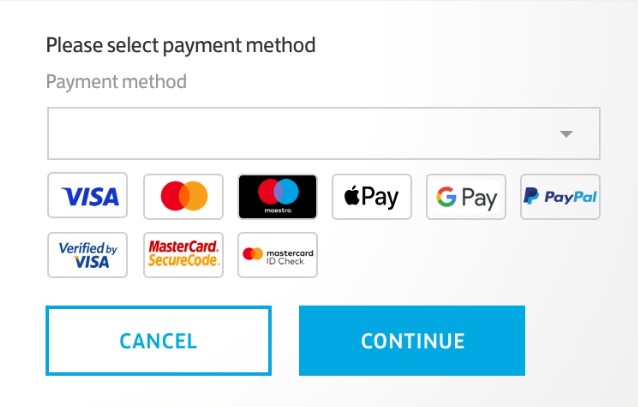 Please select payment method
Payment method
VISA
maestro.
Pay
G Pay
PayPal
Verified by
VISA
MasterCard.
SecureCode.
mastercard
ID Check
CANCEL
CONTINUE